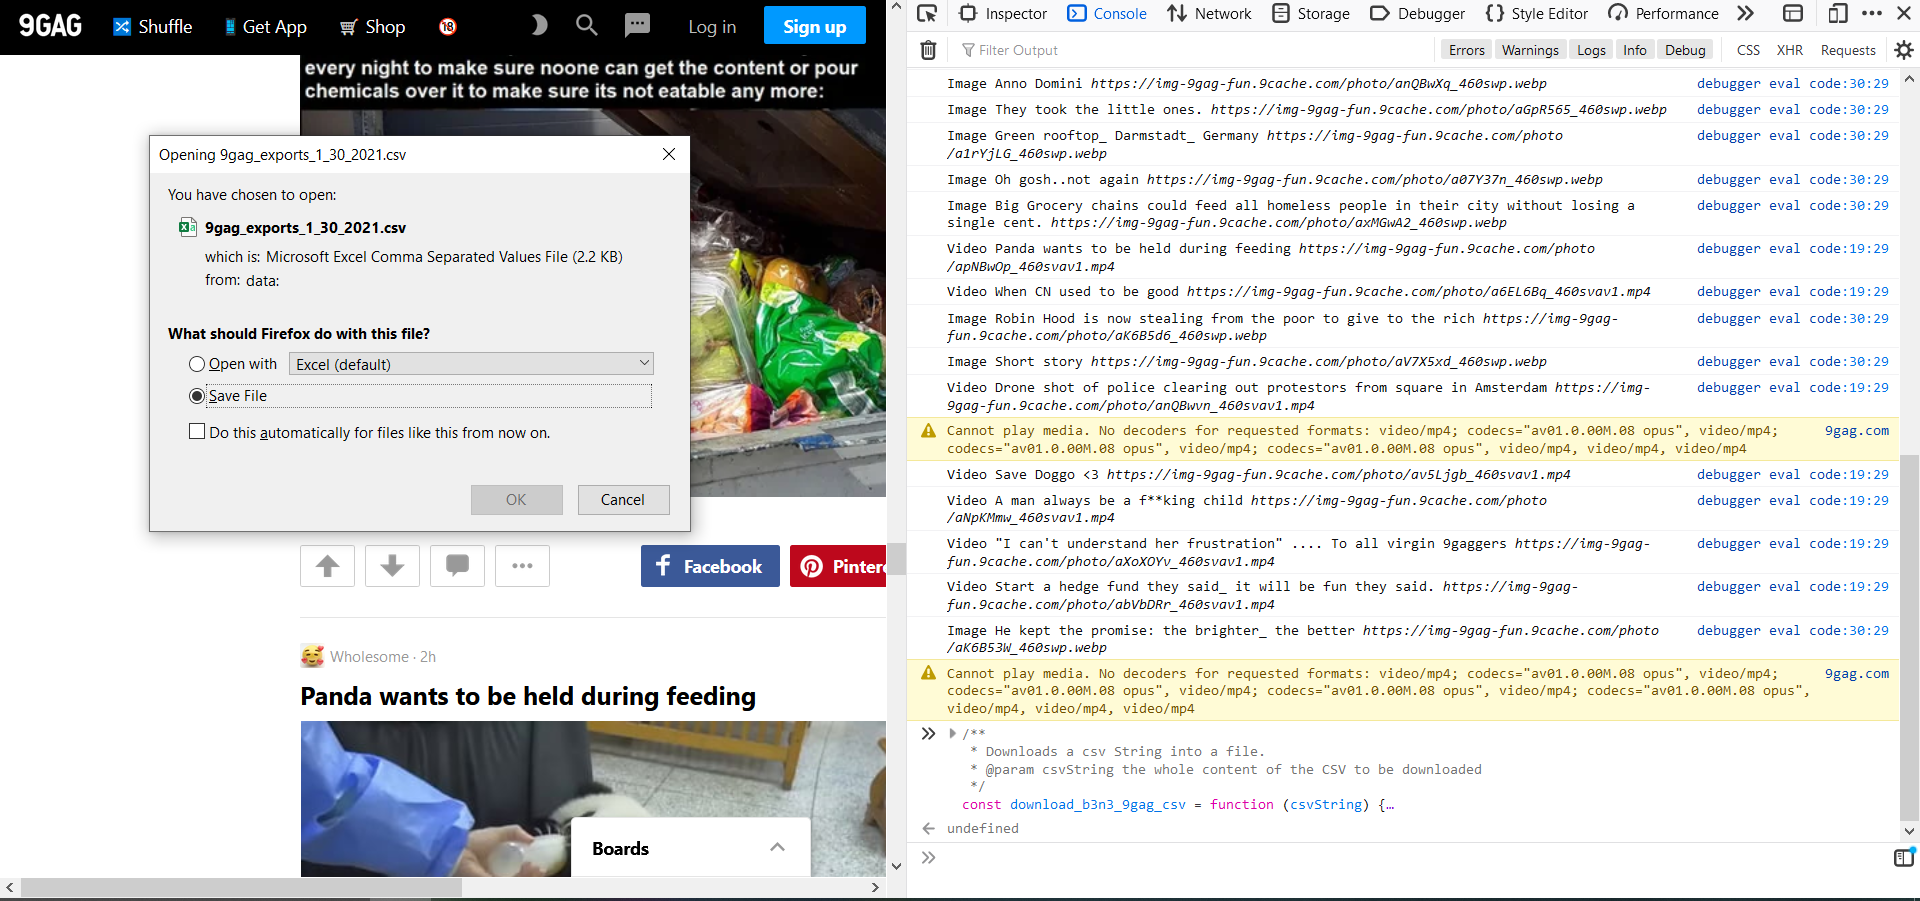 9GAG
Shuffle
Get App
Shop
18
Log in
Sign up
every night to make sure noone can get the content or pour
chemicals over it to make sure its not eatable any more:
Opening 9gag_exports_1_30_2021.csv
You have chosen to open:
9gag_exports_1_30_2021.csv
which is: Microsoft Excel Comma Separated Values File (2.2 KB)
from: data:
What should Firefox do with this file?
Open with
Excel (default)
Save File
Do this automatically for files like this from now on.
OK
Cancel
Facebook
Pintere
Wholesome · 2h
Panda wants to be held during feeding
Boards
Inspector
Console
Network
Storage
Debugger
Style Editor
Performance
Filter Output
Errors
Warnings
Logs
Info
Debug
CSS
XHR
Requests
Image Anno Domini https://img-9gag-fun.9cache.com/photo/anQBwXq_460swp.webp debugger eval code:30:29
Image They took the little ones. https://img-9gag-fun.9cache.com/photo/aGpR565_460swp.webp debugger eval code:30:29
Image Green rooftop_ Darmstadt_ Germany https://img-9gag-fun.9cache.com/photo debugger eval code:30:29
/a1rYjLG_460swp.webp
Image Oh gosh..not again https://img-9gag-fun.9cache.com/photo/a07Y37n_460swp.webp debugger eval code:30:29
Image Big Grocery chains could feed all homeless people in their city without losing a debugger eval code:30:29
single cent. https://img-9gag-fun.9cache.com/photo/axMGwA2_460swp.webp
Video Panda wants to be held during feeding https://img-9gag-fun.9cache.com/photo debugger eval code:19:29
/apNBwOp_460svav1.mp4
Video When CN used to be good https://img-9gag-fun.9cache.com/photo/a6EL6Bq_460svav1.mp4 debugger eval code:19:29
Image Robin Hood is now stealing from the poor to give to the rich https://img-9gag- debugger eval code:30:29
fun.9cache.com/photo/aK6B5d6_460swp.webp
Image Short story https://img-9gag-fun.9cache.com/photo/aV7X5xd_460swp.webp debugger eval code:30:29
Video Drone shot of police clearing out protestors from square in Amsterdam https://img- debugger eval code:19:29
9gag-fun.9cache.com/photo/anQBwvn_460svav1.mp4
Cannot play media. No decoders for requested formats: video/mp4; codecs="av01.0.00M.08 opus", video/mp4; 9gag.com
codecs="av01.0.00M.08 opus", video/mp4; codecs="av01.0.00M.08 opus", video/mp4, video/mp4, video/mp4
Video Save Doggo <3 https://img-9gag-fun.9cache.com/photo/av5Ljgb_460svav1.mp4 debugger eval code:19:29
Video A man always be a f**king child https://img-9gag-fun.9cache.com/photo debugger eval code:19:29
/aNpKMmw_460svav1.mp4
Video "I can't understand her frustration" .... To all virgin 9gaggers https://img-9gag- debugger eval code:19:29
fun.9cache.com/photo/aXoXOYv_460svav1.mp4
Video Start a hedge fund they said_ it will be fun they said. https://img-9gag- debugger eval code:19:29
fun.9cache.com/photo/abVbDRr_460svav1.mp4
Image He kept the promise: the brighter_ the better https://img-9gag-fun.9cache.com/photo debugger eval code:30:29
/aK6B53W_460swp.webp
Cannot play media. No decoders for requested formats: video/mp4; codecs="av01.0.00M.08 opus", video/mp4; 9gag.com
codecs="av01.0.00M.08 opus", video/mp4; codecs="av01.0.00M.08 opus", video/mp4; codecs="av01.0.00M.08 opus",
video/mp4, video/mp4, video/mp4
/**
* Downloads a csv String into a file.
* @param csvString the whole content of the CSV to be downloaded
*/
const download_b3n3_9gag_csv = function (csvString) {…
undefined